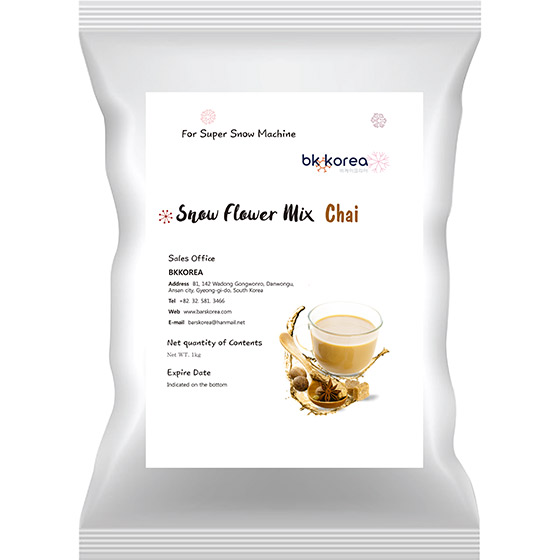 For Super Snow Machine
bk korea
Snow Flower Mix Chai
Sales Office
BKKOREA
Address B1, 142 Wadong Gongwonro, Danwongu,
Ansan city, Gyeong-gi-do, South Korea
Tel +82. 32. 581. 3466
Web www.barskorea.com
E-mail barskorea@hanmail.net
Net quantity of Contents
Net WT. 1kg
Expire Date
Indicated on the bottom